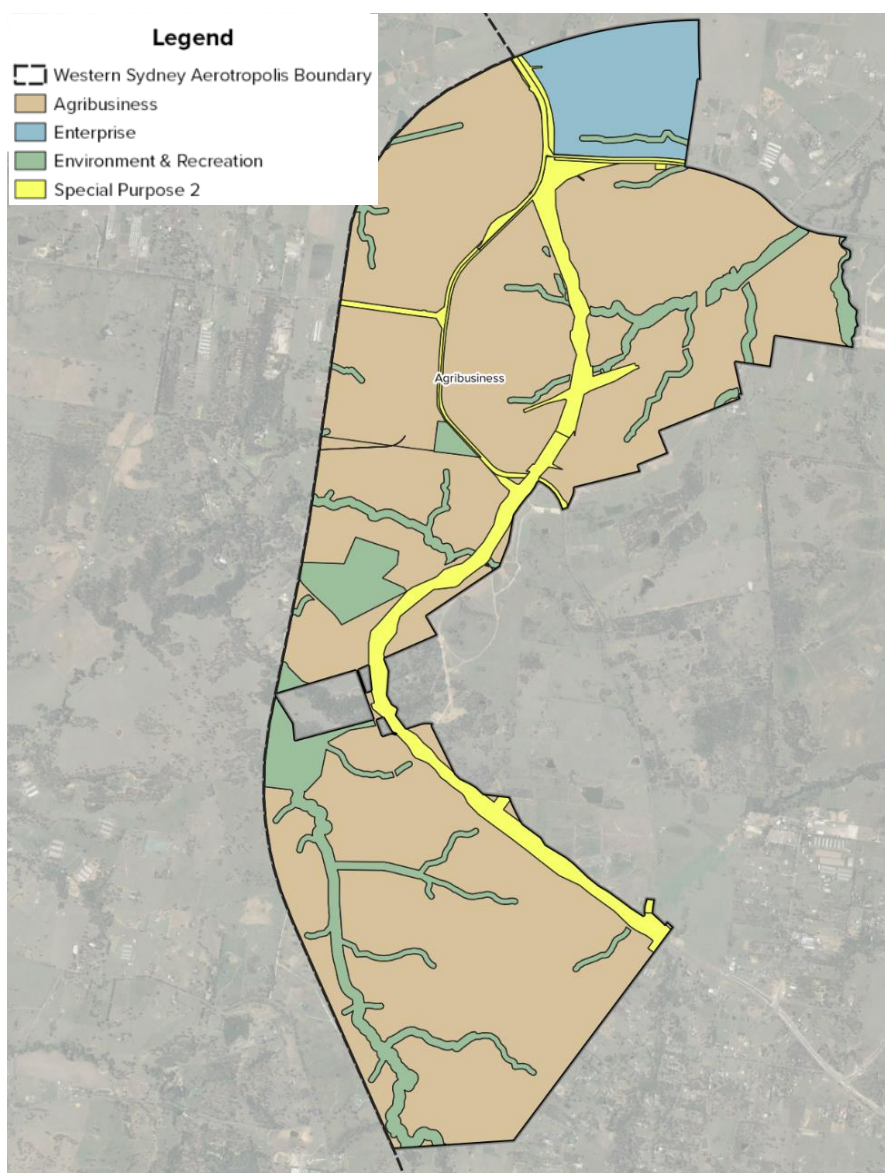 Legend
Western Sydney Aerotropolis Boundary
Agribusiness
Enterprise
Environment & Recreation
Special Purpose 2
Agribusiness